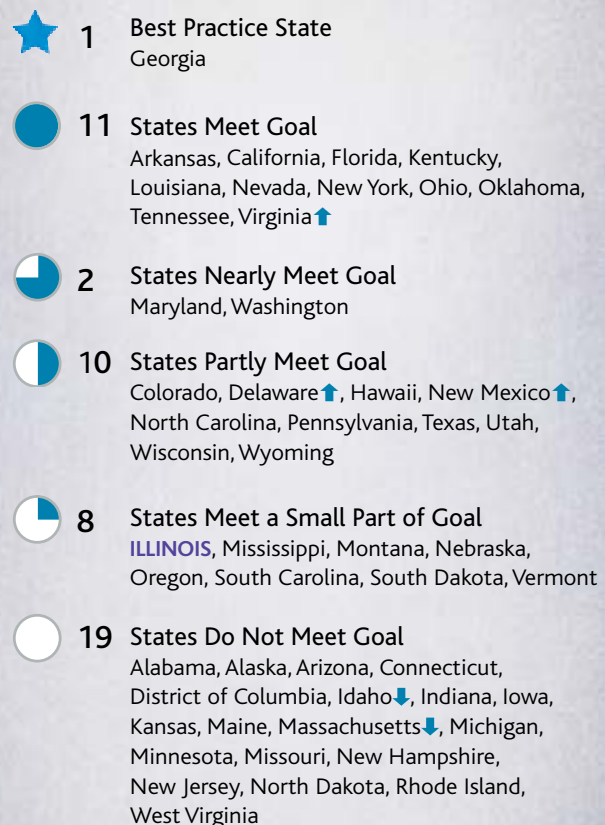 1 Best Practice State
Georgia
11 States Meet Goal
Arkansas, California, Florida, Kentucky,
Louisiana, Nevada, New York, Ohio, Oklahoma,
Tennessee, Virginia⬆
2 States Nearly Meet Goal
Maryland, Washington
10 States Partly Meet Goal
Colorado, Delaware⬆, Hawaii, New Mexico⬆,
North Carolina, Pennsylvania, Texas, Utah,
Wisconsin, Wyoming
8 States Meet a Small Part of Goal
ILLINOIS, Mississippi, Montana, Nebraska,
Oregon, South Carolina, South Dakota, Vermont
19 States Do Not Meet Goal
Alabama, Alaska, Arizona, Connecticut,
District of Columbia, Idaho⬇, Indiana, Iowa,
Kansas, Maine, Massachusetts⬇, Michigan,
Minnesota, Missouri, New Hampshire,
New Jersey, North Dakota, Rhode Island,
West Virginia